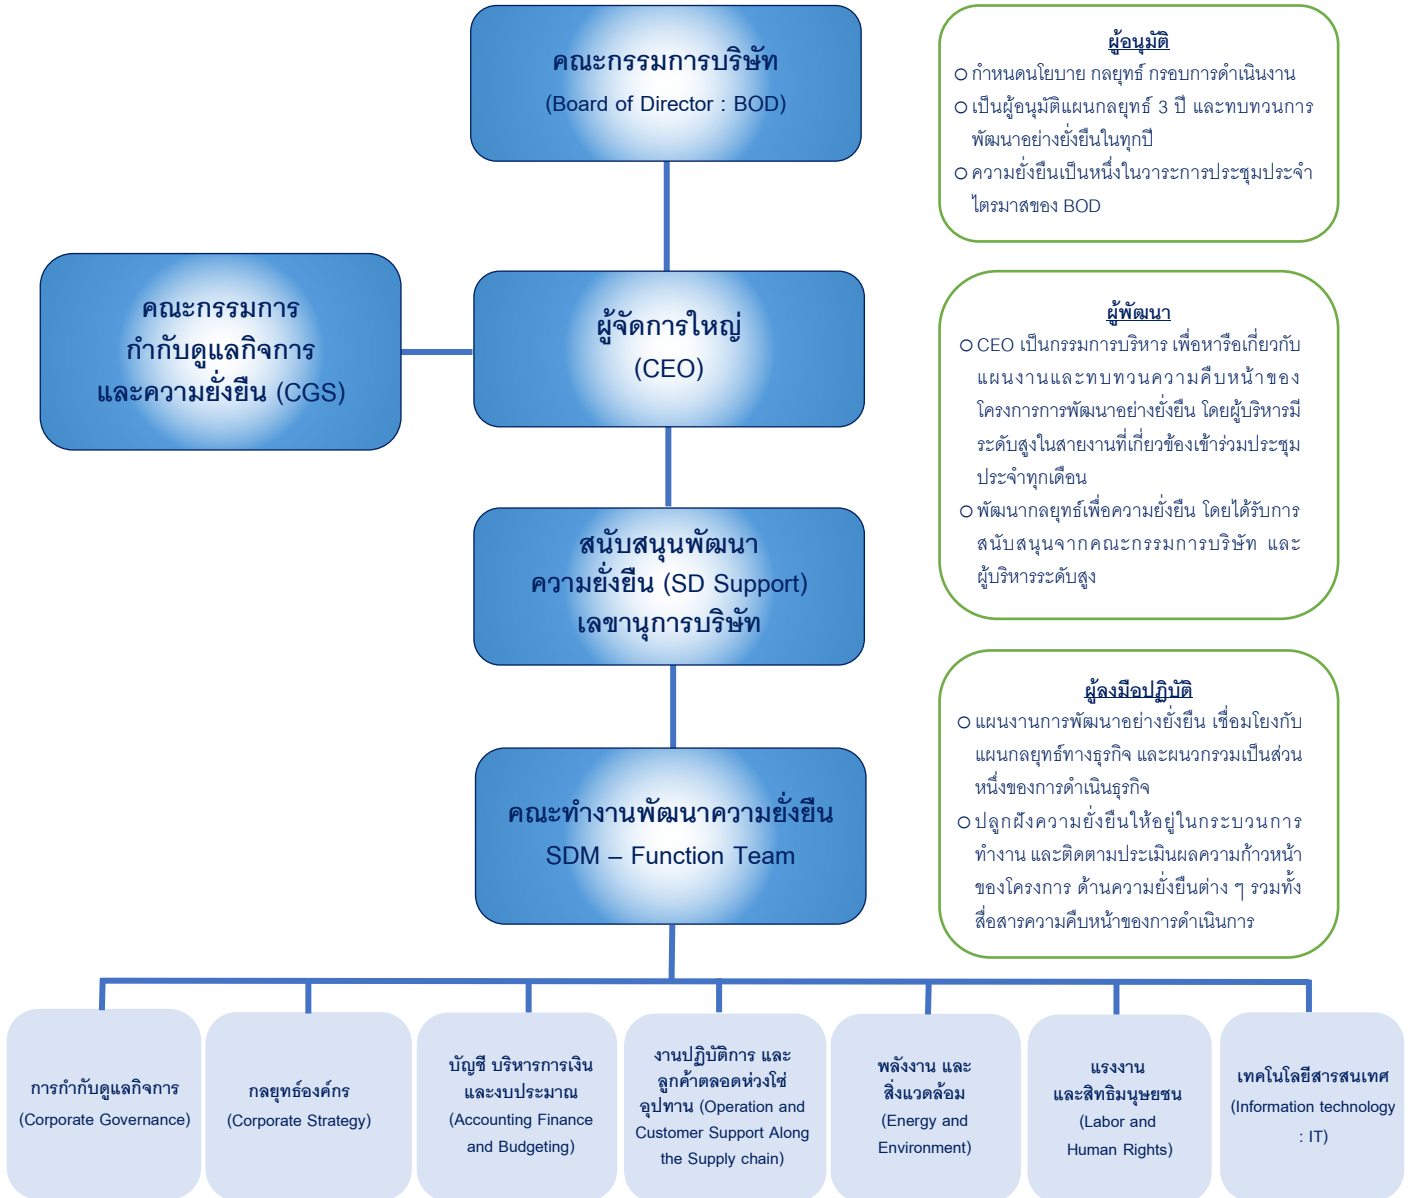 คณะกรรมการบริษัท
(Board of Director : BOD)
ผู้อนุมัติ
กำหนดนโยบาย กลยุทธ์ กรอบการดำเนินงาน
เป็นผู้อนุมัติแผนกลยุทธ์ 3 ปี และทบทวนการ
พัฒนาอย่างยั่งยืนในทุกปี
ความยั่งยืนเป็นหนึ่งในวาระการประชุมประจำ
ไตรมาสของ BOD
คณะกรรมการ
กำกับดูแลกิจการ
และความยั่งยืน (CGS)
ผู้จัดการใหญ่
(CEO)
ผู้พัฒนา
CEO เป็นกรรมการบริหาร เพื่อหารือเกี่ยวกับ
แผนงานและทบทวนความคืบหน้าของ
โครงการการพัฒนาอย่างยั่งยืน โดยผู้บริหารมี
ระดับสูงในสายงานที่เกี่ยวข้องเข้าร่วมประชุม
ประจำทุกเดือน
พัฒนากลยุทธ์เพื่อความยั่งยืน โดยได้รับการ
สนับสนุนจากคณะกรรมการบริษัท และ
ผู้บริหารระดับสูง
สนับสนุนพัฒนา
ความยั่งยืน (SD Support)
เลขานุการบริษัท
ผู้ลงมือปฏิบัติ
แผนงานการพัฒนาอย่างยั่งยืน เชื่อมโยงกับ
แผนกลยุทธ์ทางธุรกิจ และผนวกรวมเป็นส่วน
หนึ่งของการดำเนินธุรกิจ
ปลูกฝังความยั่งยืนให้อยู่ในกระบวนการ
ทำงาน และติดตามประเมินผลความก้าวหน้า
ของโครงการ ด้านความยั่งยืนต่าง ๆ รวมทั้ง
สื่อสารความคืบหน้าของการดำเนินการ
คณะทำงานพัฒนาความยั่งยืน
SDM – Function Team
การกำกับดูแลกิจการ
(Corporate Governance)
กลยุทธ์องค์กร
(Corporate Strategy)
บัญชี บริหารการเงิน
และงบประมาณ
(Accounting Finance
and Budgeting)
งานปฏิบัติการ และ
ลูกค้าตลอดห่วงโซ่
อุปทาน (Operation and
Customer Support Along
the Supply chain)
พลังงาน และ
สิ่งแวดล้อม
(Energy and
Environment)
แรงงาน
และสิทธิมนุษยชน
(Labor and
Human Rights)
เทคโนโลยีสารสนเทศ
(Information technology
: IT)